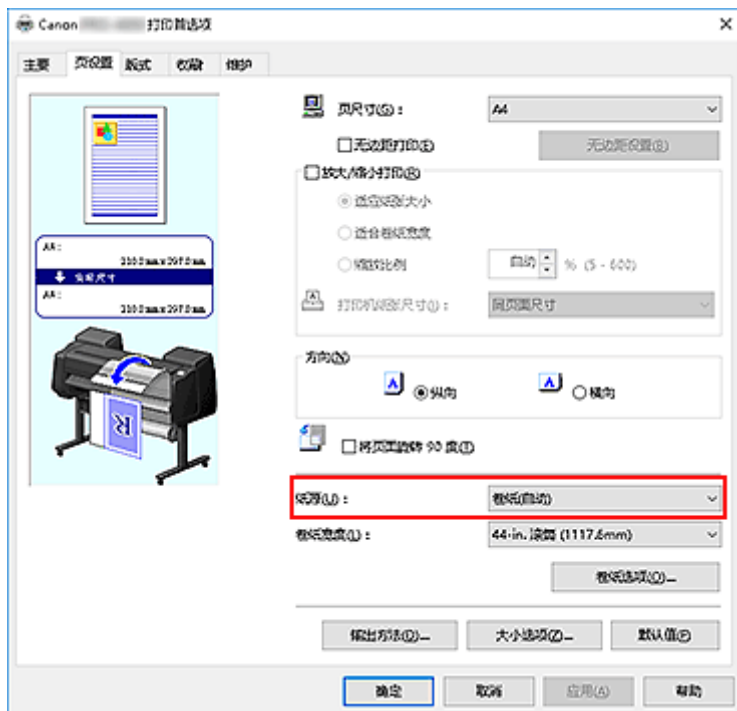 Canon 打印首选项
主要 页设置 版式 收藏 维护
页尺寸(G)： A4
无边距打印(E) 无边距设置(B)
放大/缩小打印(R)
适应纸张大小
适合卷纸宽度
缩放比例 自动 % (5 - 600)
打印机纸张尺寸(I)： 同页面尺寸
方向(N)
纵向 横向
将页面旋转 90 度(T)
纸源(U)： 卷纸(自动)
卷纸宽度(L)： 44-in. 滚筒 (1117.6mm)
卷纸选项(O)...
输出方法(D)... 大小选项(Z)... 默认值(F)
确定 取消 应用(A) 帮助
A4：
210.0mm x 297.0mm
实际尺寸
A4：
210.0mm x 297.0mm